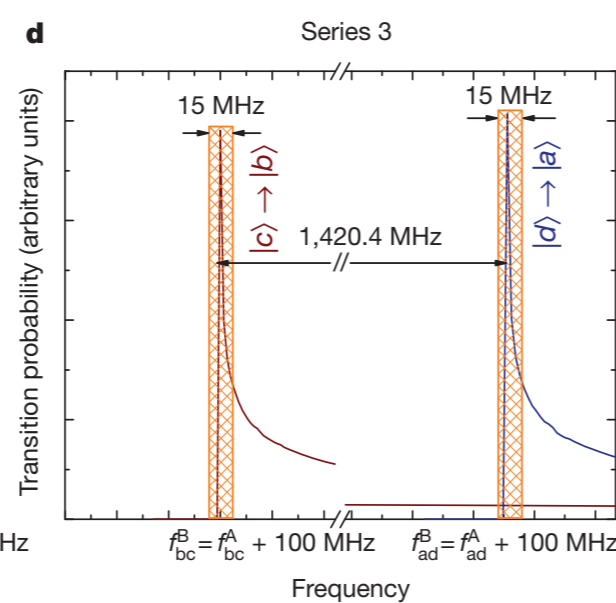 d
Series 3
Transition probability (arbitrary units)
15 MHz
15 MHz
|c⟩ → |b⟩
|d⟩ → |a⟩
1,420.4 MHz
Hz
f^B_bc = f^A_bc + 100 MHz
f^B_ad = f^A_ad + 100 MHz
Frequency